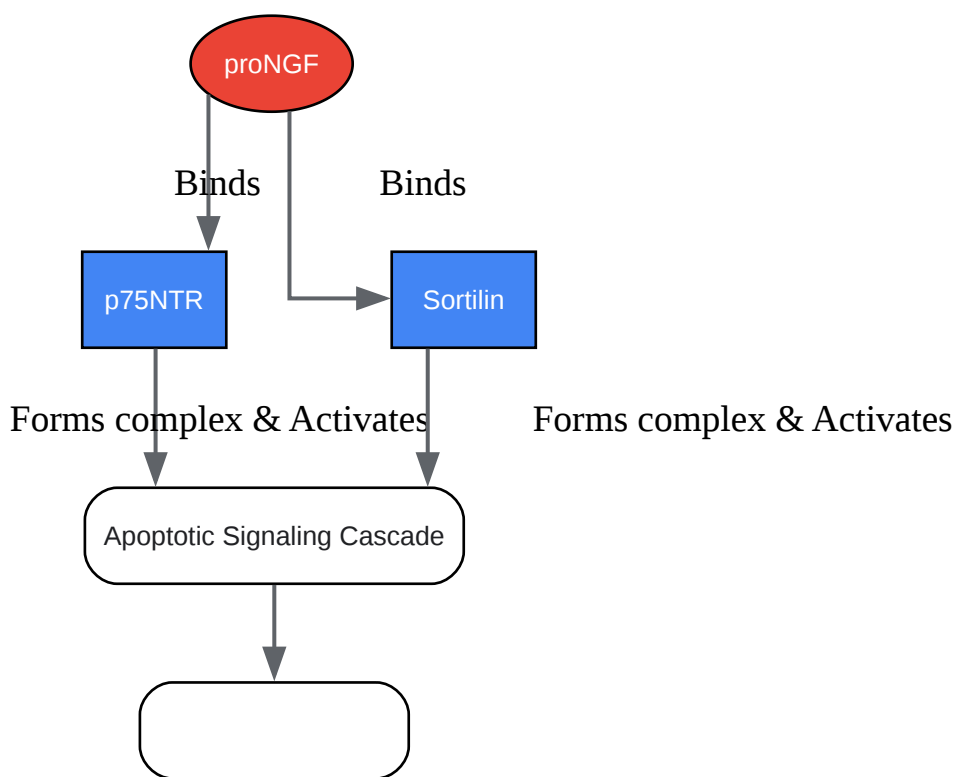 proNGF
Binds
Binds
p75NTR
Sortilin
Forms complex & Activates
Forms complex & Activates
Apoptotic Signaling Cascade